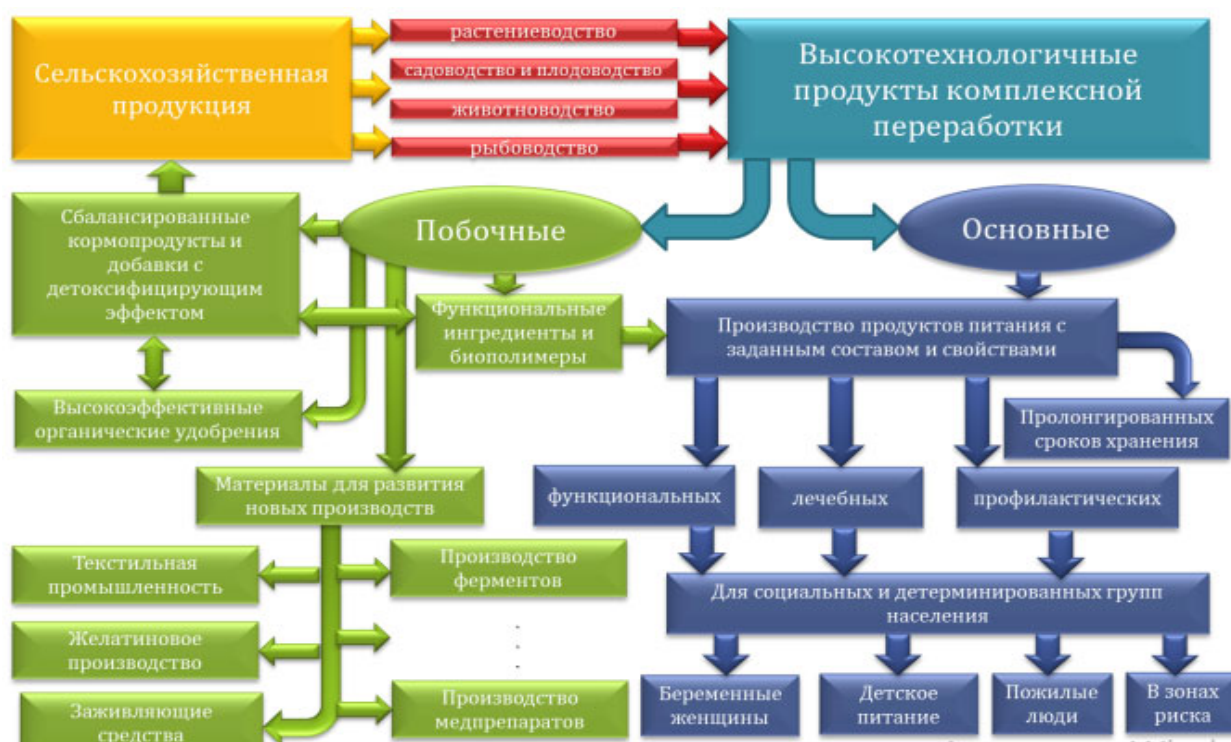 Сельскохозяйственная
продукция
растениеводство
садоводство и плодоводство
животноводство
рыбоводство
Высокотехнологичные
продукты комплексной
переработки
Побочные
Основные
Сбалансированные
кормопродукты и
добавки с
детоксифицирующим
эффектом
Функциональные
ингредиенты и
биополимеры
Производство продуктов питания с
заданным составом и свойствами
Высокоэффективные
органические удобрения
Пролонгированных
сроков хранения
Материалы для развития
новых производств
функциональных
лечебных
профилактических
Текстильная
промышленность
Производство
ферментов
Для социальных и детерминированных групп
населения
Желатиновое
производство
Заживляющие
средства
Производство
медпрепаратов
Беременные
женщины
Детское
питание
Пожилые
люди
В зонах
риска